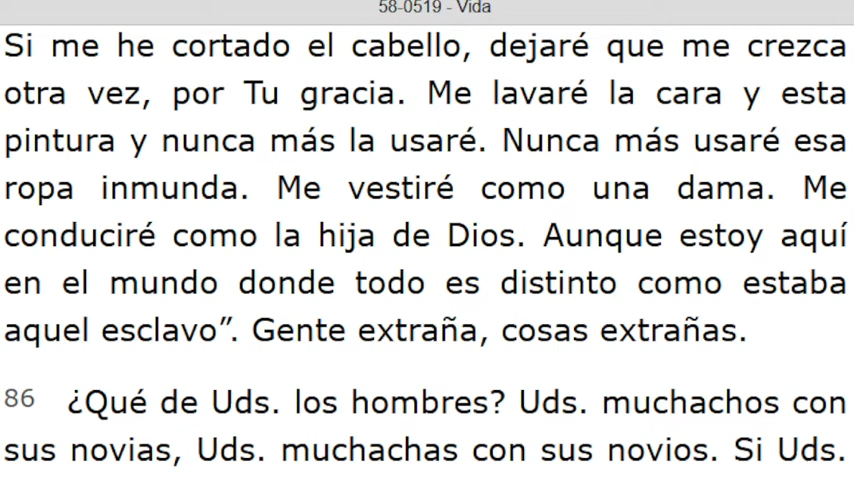 58-0519 - Vida
Si me he cortado el cabello, dejaré que me crezca
otra vez, por Tu gracia. Me lavaré la cara y esta
pintura y nunca más la usaré. Nunca más usaré esa
ropa inmunda. Me vestiré como una dama. Me
conduciré como la hija de Dios. Aunque estoy aquí
en el mundo donde todo es distinto como estaba
aquel esclavo”. Gente extraña, cosas extrañas.
86 ¿Qué de Uds. los hombres? Uds. muchachos con
sus novias, Uds. muchachas con sus novios. Si Uds.